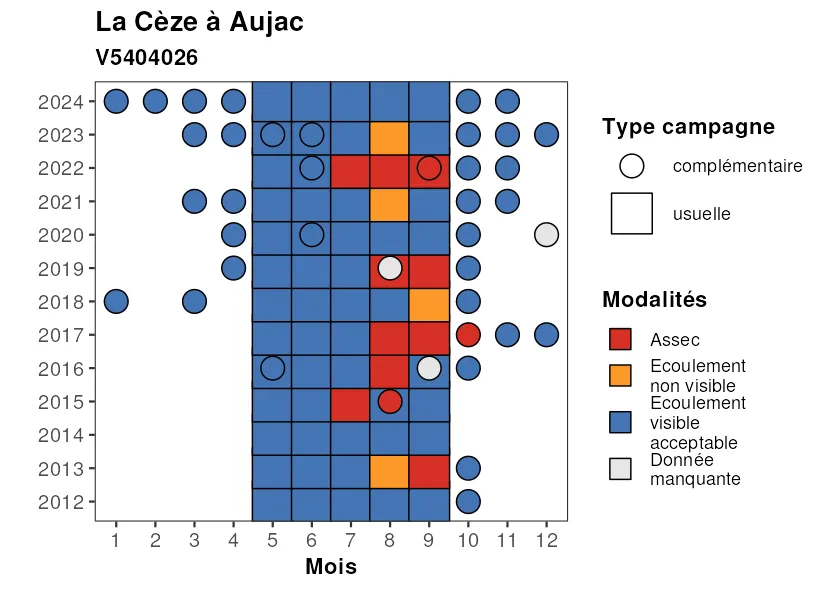 La Cèze à Aujac
V5404026
2024
2023
2022
2021
2020
2019
2018
2017
2016
2015
2014
2013
2012
1 2 3 4 5 6 7 8 9 10 11 12
Mois
Type campagne
complémentaire
usuelle
Modalités
Assec
Ecoulement
non visible
Ecoulement
visible
acceptable
Donnée
manquante